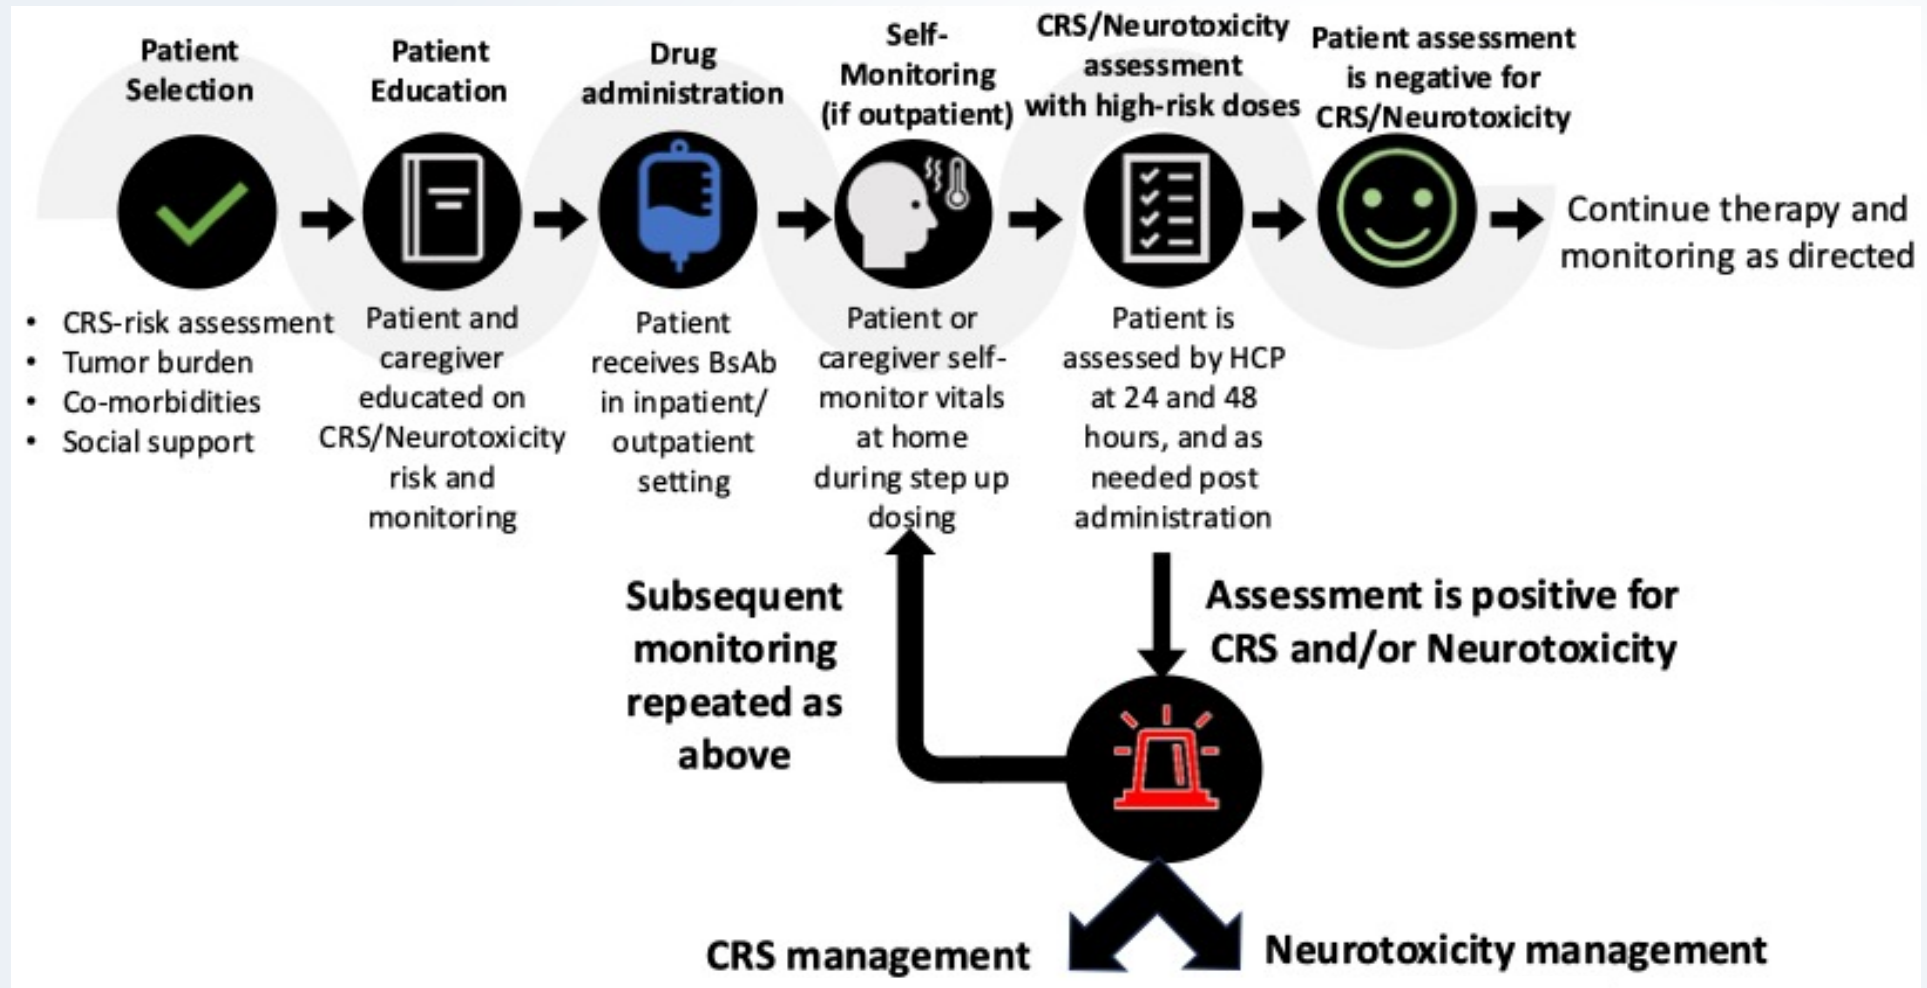 Patient
Selection
• CRS-risk assessment
• Tumor burden
• Co-morbidities
• Social support
Patient
Education
Patient and
caregiver
educated on
CRS/Neurotoxicity
risk and
monitoring
Drug
administration
Patient
receives BsAb
in inpatient/
outpatient
setting
Self-
Monitoring
(if outpatient)
Patient or
caregiver self-
monitor vitals
at home
during step up
dosing
CRS/Neurotoxicity
assessment
with high-risk doses
Patient is
assessed by HCP
at 24 and 48
hours, and as
needed post
administration
Patient assessment
is negative for
CRS/Neurotoxicity
Continue therapy and
monitoring as directed
Assessment is positive for
CRS and/or Neurotoxicity
Subsequent
monitoring
repeated as
above
CRS management
Neurotoxicity management